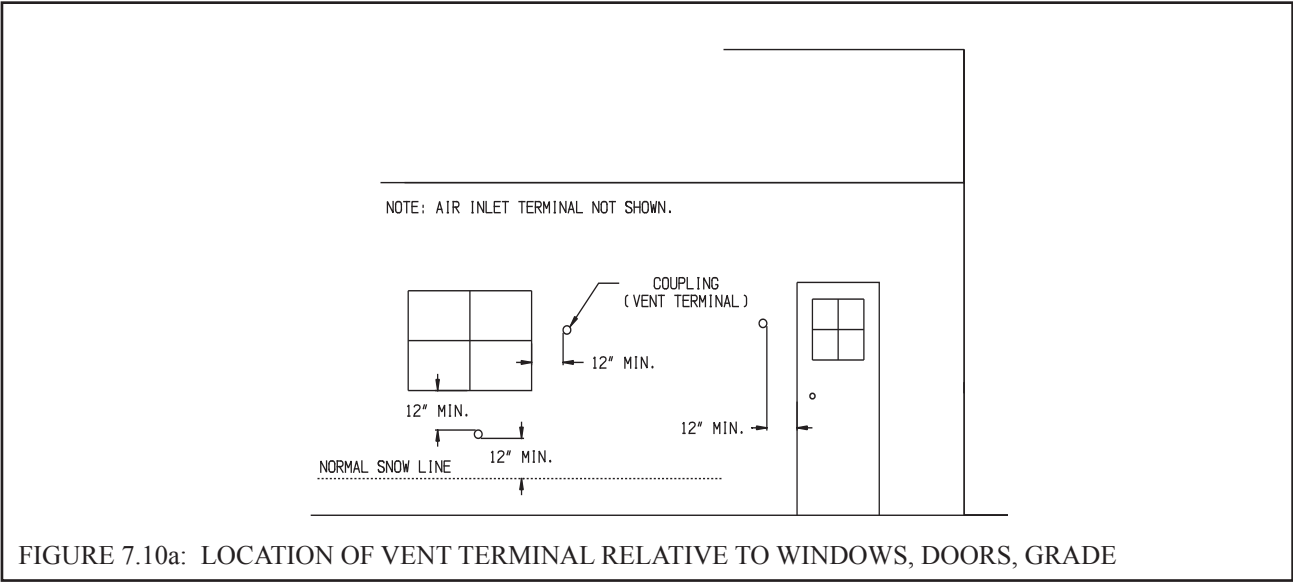 NOTE: AIR INLET TERMINAL NOT SHOWN.
COUPLING
(VENT TERMINAL)
12" MIN.
12" MIN.
12" MIN.
12" MIN.
NORMAL SNOW LINE
FIGURE 7.10a: LOCATION OF VENT TERMINAL RELATIVE TO WINDOWS, DOORS, GRADE